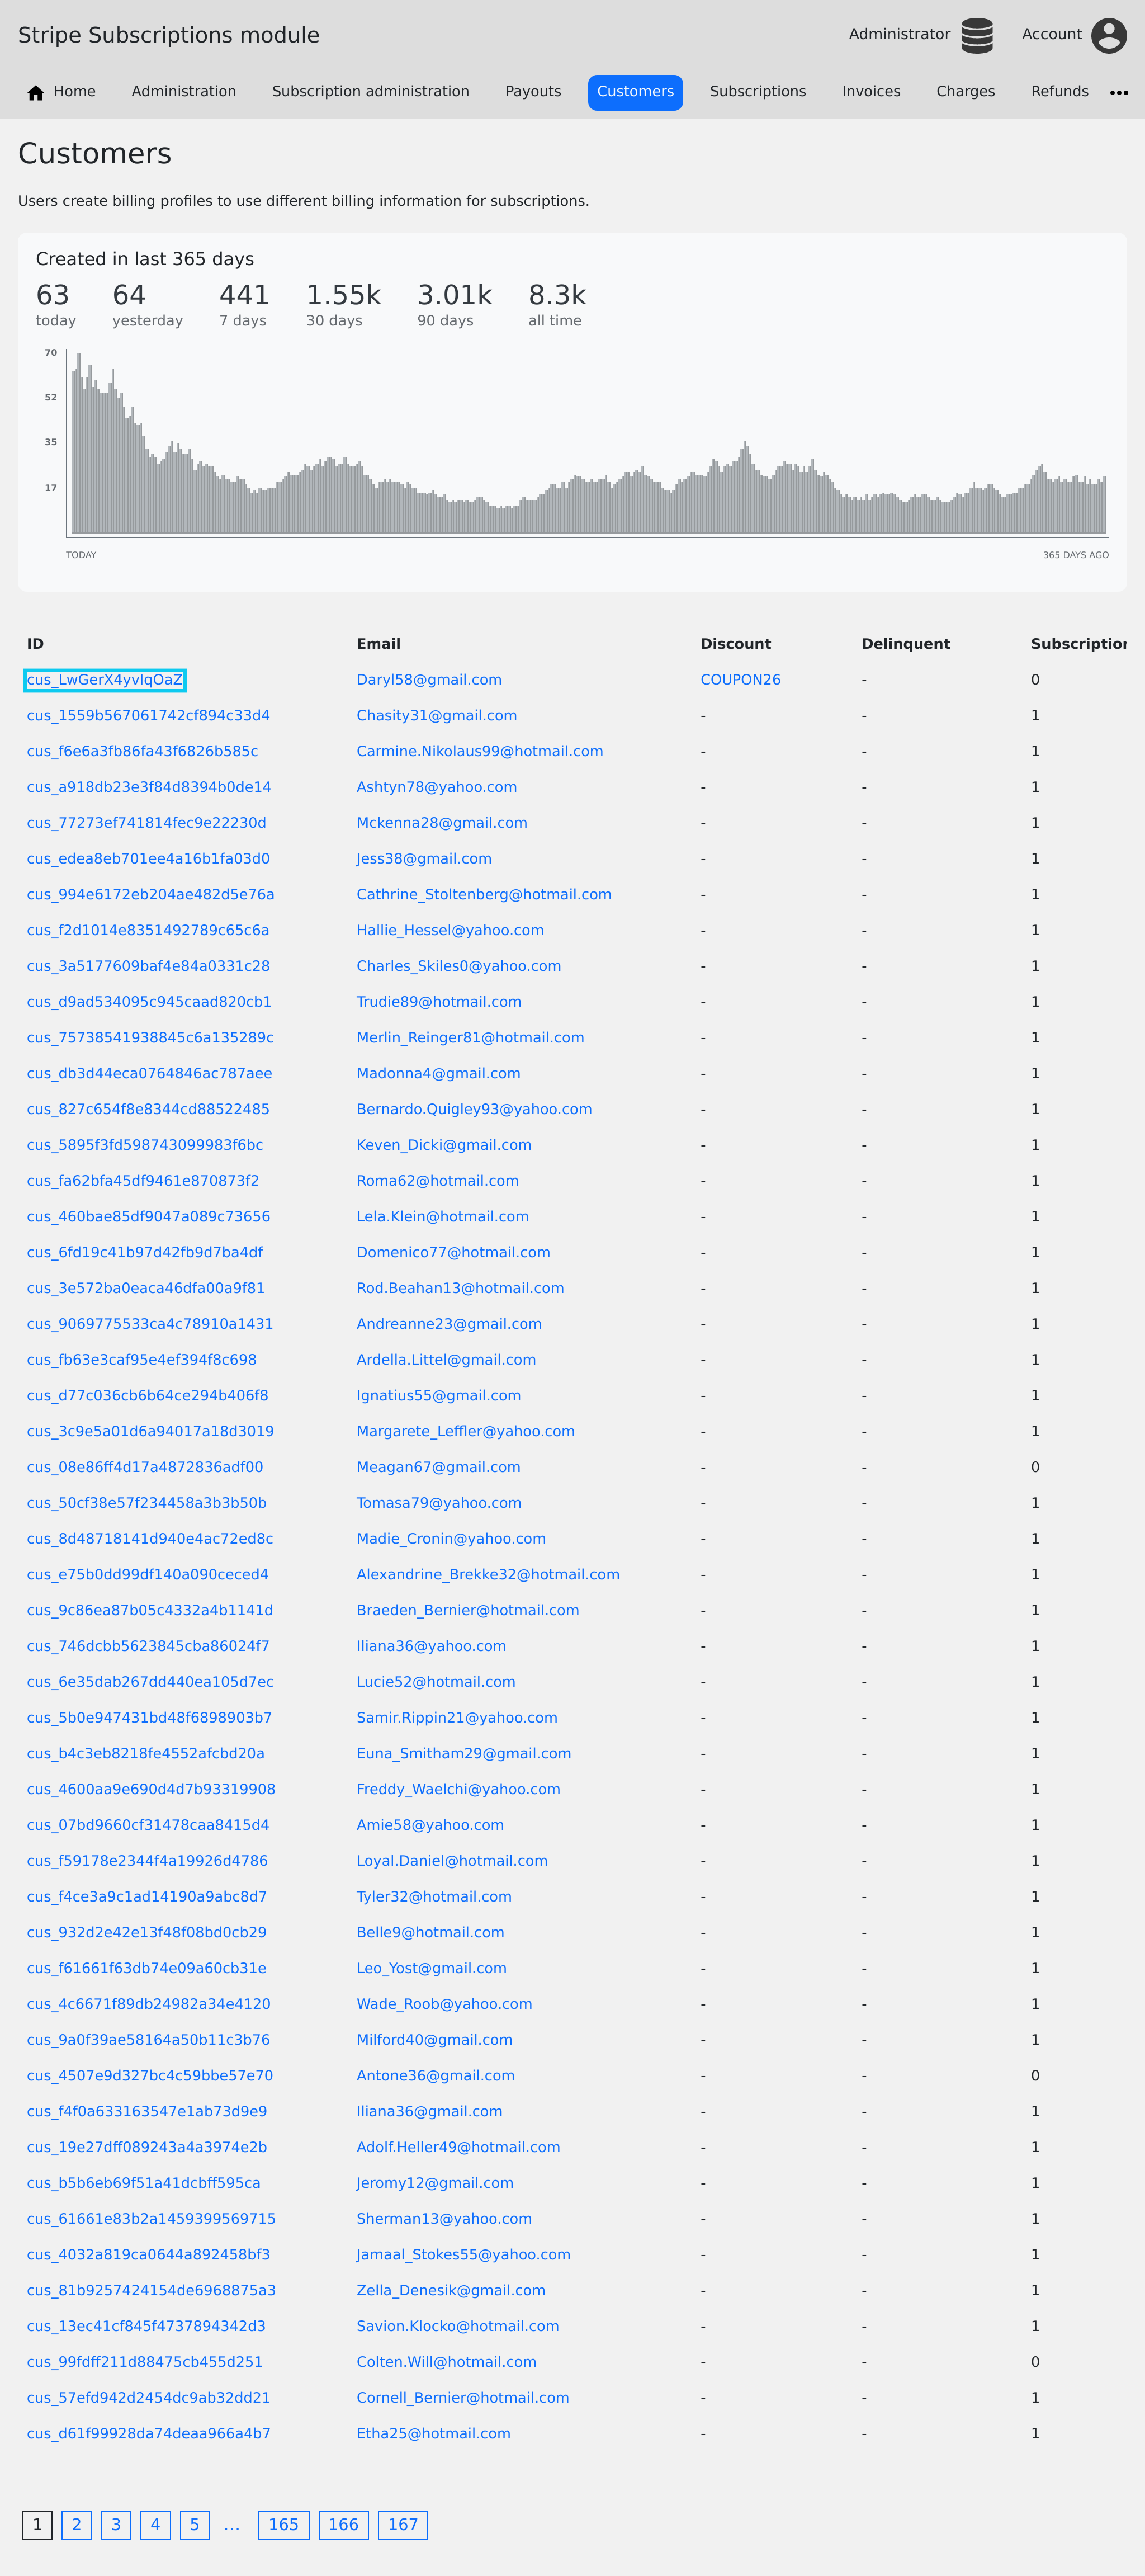 Stripe Subscriptions module
Administrator Account
Home Administration Subscription administration Payouts Customers Subscriptions Invoices Charges Refunds
Customers
Users create billing profiles to use different billing information for subscriptions.
Created in last 365 days
63 64 441 1.55k 3.01k 8.3k
today yesterday 7 days 30 days 90 days all time
70
52
35
17
TODAY 365 DAYS AGO
ID Email Discount Delinquent Subscription
cus_LwGerX4yvIqOaZ Daryl58@gmail.com COUPON26 - 0
cus_1559b567061742cf894c33d4 Chasity31@gmail.com - - 1
cus_f6e6a3fb86fa43f6826b585c Carmine.Nikolaus99@hotmail.com - - 1
cus_a918db23e3f84d8394b0de14 Ashtyn78@yahoo.com - - 1
cus_77273ef741814fec9e22230d Mckenna28@gmail.com - - 1
cus_edea8eb701ee4a16b1fa03d0 Jess38@gmail.com - - 1
cus_994e6172eb204ae482d5e76a Cathrine_Stoltenberg@hotmail.com - - 1
cus_f2d1014e8351492789c65c6a Hallie_Hessel@yahoo.com - - 1
cus_3a5177609baf4e84a0331c28 Charles_Skiles0@yahoo.com - - 1
cus_d9ad534095c945caad820cb1 Trudie89@hotmail.com - - 1
cus_75738541938845c6a135289c Merlin_Reinger81@hotmail.com - - 1
cus_db3d44eca0764846ac787aee Madonna4@gmail.com - - 1
cus_827c654f8e8344cd88522485 Bernardo.Quigley93@yahoo.com - - 1
cus_5895f3fd598743099983f6bc Keven_Dicki@gmail.com - - 1
cus_fa62bfa45df9461e870873f2 Roma62@hotmail.com - - 1
cus_460bae85df9047a089c73656 Lela.Klein@hotmail.com - - 1
cus_6fd19c41b97d42fb9d7ba4df Domenico77@hotmail.com - - 1
cus_3e572ba0eaca46dfa00a9f81 Rod.Beahan13@hotmail.com - - 1
cus_9069775533ca4c78910a1431 Andreanne23@gmail.com - - 1
cus_fb63e3caf95e4ef394f8c698 Ardella.Littel@gmail.com - - 1
cus_d77c036cb6b64ce294b406f8 Ignatius55@gmail.com - - 1
cus_3c9e5a01d6a94017a18d3019 Margarete_Leffler@yahoo.com - - 1
cus_08e86ff4d17a4872836adf00 Meagan67@gmail.com - - 0
cus_50cf38e57f234458a3b3b50b Tomasa79@yahoo.com - - 1
cus_8d48718141d940e4ac72ed8c Madie_Cronin@yahoo.com - - 1
cus_e75b0dd99df140a090ceced4 Alexandrine_Brekke32@hotmail.com - - 1
cus_9c86ea87b05c4332a4b1141d Braeden_Bernier@hotmail.com - - 1
cus_746dcbb5623845cba86024f7 Iliana36@yahoo.com - - 1
cus_6e35dab267dd440ea105d7ec Lucie52@hotmail.com - - 1
cus_5b0e947431bd48f6898903b7 Samir.Rippin21@yahoo.com - - 1
cus_b4c3eb8218fe4552afcbd20a Euna_Smitham29@gmail.com - - 1
cus_4600aa9e690d4d7b93319908 Freddy_Waelchi@yahoo.com - - 1
cus_07bd9660cf31478caa8415d4 Amie58@yahoo.com - - 1
cus_f59178e2344f4a19926d4786 Loyal.Daniel@hotmail.com - - 1
cus_f4ce3a9c1ad14190a9abc8d7 Tyler32@hotmail.com - - 1
cus_932d2e42e13f48f08bd0cb29 Belle9@hotmail.com - - 1
cus_f61661f63db74e09a60cb31e Leo_Yost@gmail.com - - 1
cus_4c6671f89db24982a34e4120 Wade_Roob@yahoo.com - - 1
cus_9a0f39ae58164a50b11c3b76 Milford40@gmail.com - - 1
cus_4507e9d327bc4c59bbe57e70 Antone36@gmail.com - - 0
cus_f4f0a633163547e1ab73d9e9 Iliana36@gmail.com - - 1
cus_19e27dff089243a4a3974e2b Adolf.Heller49@hotmail.com - - 1
cus_b5b6eb69f51a41dcbff595ca Jeromy12@gmail.com - - 1
cus_61661e83b2a1459399569715 Sherman13@yahoo.com - - 1
cus_4032a819ca0644a892458bf3 Jamaal_Stokes55@yahoo.com - - 1
cus_81b9257424154de6968875a3 Zella_Denesik@gmail.com - - 1
cus_13ec41cf845f4737894342d3 Savion.Klocko@hotmail.com - - 1
cus_99fdff211d88475cb455d251 Colten.Will@hotmail.com - - 0
cus_57efd942d2454dc9ab32dd21 Cornell_Bernier@hotmail.com - - 1
cus_d61f99928da74deaa966a4b7 Etha25@hotmail.com - - 1
1 2 3 4 5 ... 165 166 167